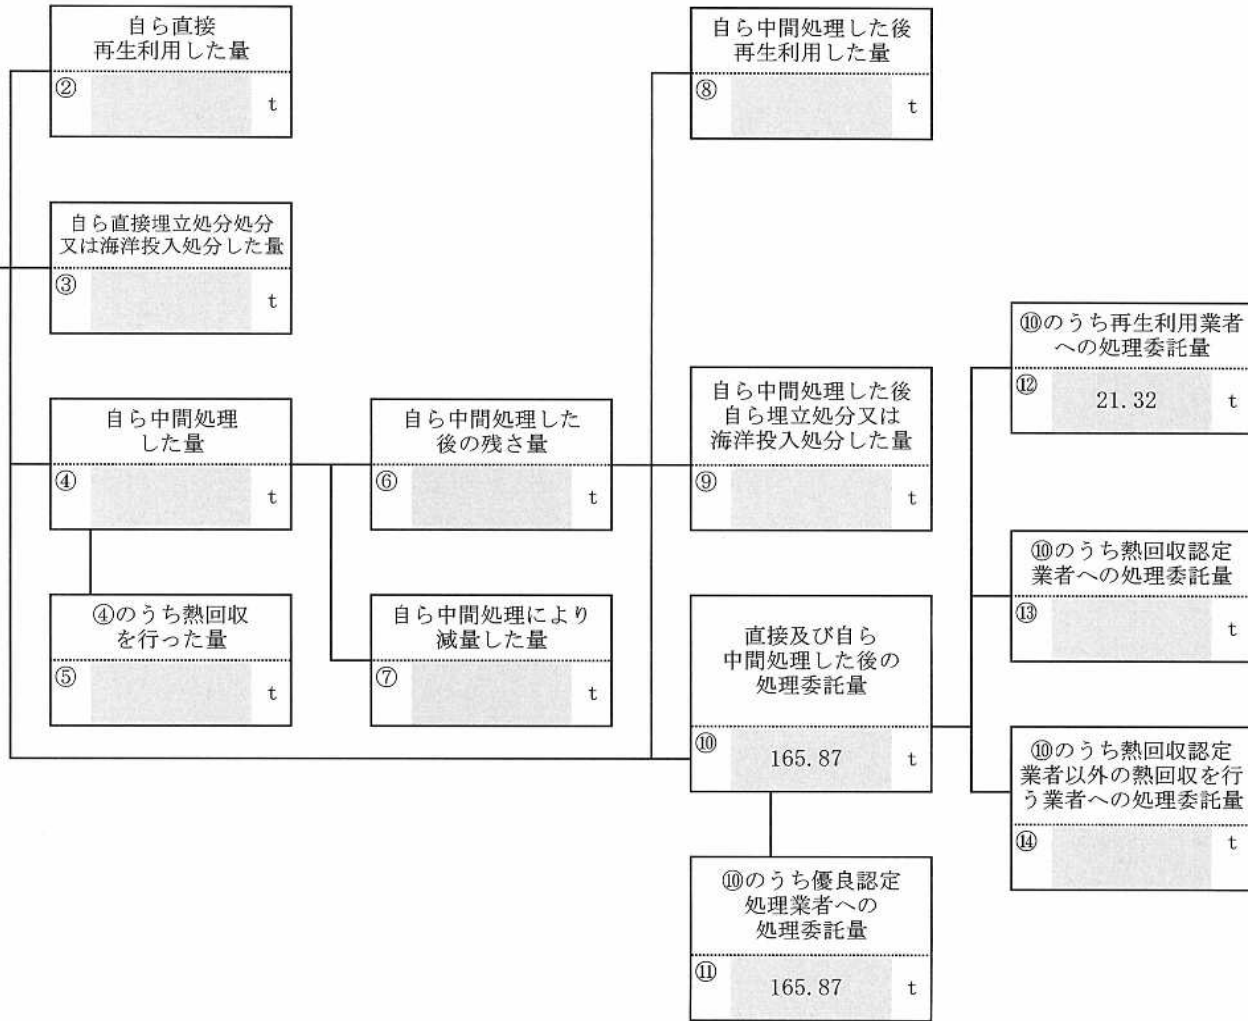 自ら直接
再生利用した量
②
t
自ら中間処理した後
再生利用した量
⑧
t
自ら直接埋立処分処分
又は海洋投入処分した量
③
t
⑩のうち再生利用業者
への処理委託量
⑫
21.32
t
自ら中間処理
した量
④
t
自ら中間処理した
後の残さ量
⑥
t
自ら中間処理した後
自ら埋立処分又は
海洋投入処分した量
⑨
t
⑩のうち熱回収認定
業者への処理委託量
⑬
t
④のうち熱回収
を行った量
⑤
t
自ら中間処理により
減量した量
⑦
t
直接及び自ら
中間処理した後の
処理委託量
⑩
165.87
t
⑩のうち熱回収認定
業者以外の熱回収を行
う業者への処理委託量
⑭
t
⑩のうち優良認定
処理業者への
処理委託量
⑪
165.87
t